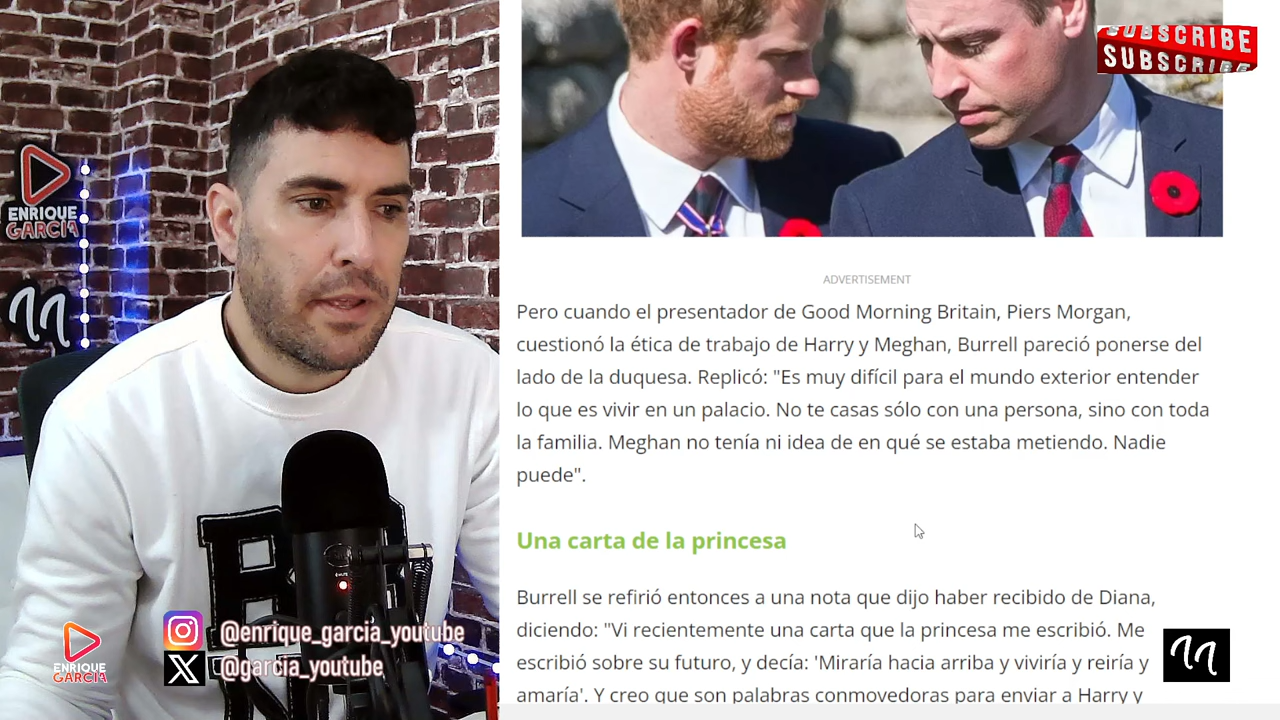 SUBSCRIBE
SUBSCRIBE
ENRIQUE
GARCIA
ADVERTISEMENT
Pero cuando el presentador de Good Morning Britain, Piers Morgan,
cuestionó la ética de trabajo de Harry y Meghan, Burrell pareció ponerse del
lado de la duquesa. Replicó: "Es muy difícil para el mundo exterior entender
lo que es vivir en un palacio. No te casas sólo con una persona, sino con toda
la familia. Meghan no tenía ni idea de en qué se estaba metiendo. Nadie
puede".
Una carta de la princesa
Burrell se refirió entonces a una nota que dijo haber recibido de Diana,
diciendo: "Vi recientemente una carta que la princesa me escribió. Me
escribió sobre su futuro, y decía: 'Miraría hacia arriba y viviría y reiría y
amaría'. Y creo que son palabras conmovedoras para enviar a Harry y
@enrique_garcia_youtube
@garcia_youtube
ENRIQUE
GARCIA